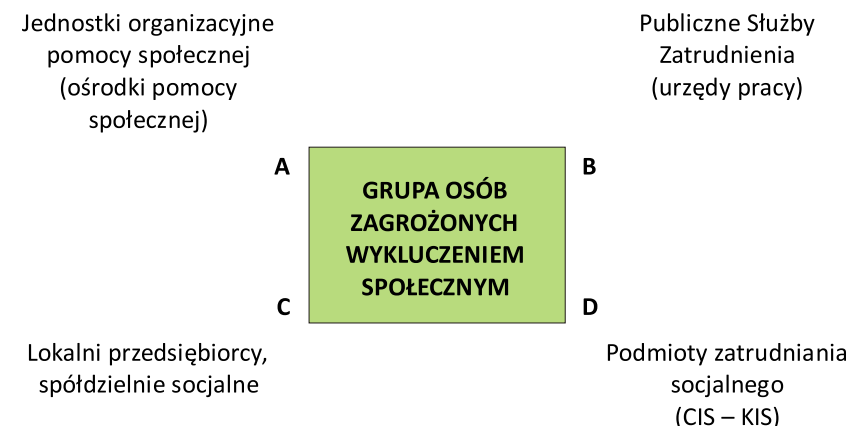 Jednostki organizacyjne
pomocy społecznej
(ośrodki pomocy
społecznej)
Publiczne Służby
Zatrudnienia
(urzędy pracy)
A
B
GRUPA OSÓB
ZAGROŻONYCH
WYKLUCZENIEM
SPOŁECZNYM
C
D
Lokalni przedsiębiorcy,
spółdzielnie socjalne
Podmioty zatrudniania
socjalnego
(CIS – KIS)